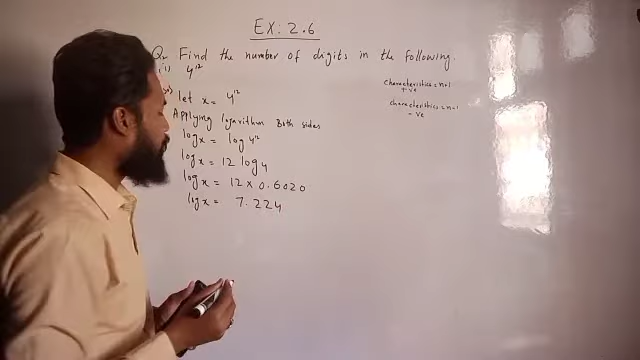 EX: 2.6
Q2 Find the number of digits in the following.
(i) 4¹²
let x = 4¹²
Applying logarithm Both sides
log x = log 4¹²
log x = 12 log 4
log x = 12 x 0.6020
log x = 7.224
characteristics = n-1
+ ve
characteristics = n-1
- ve